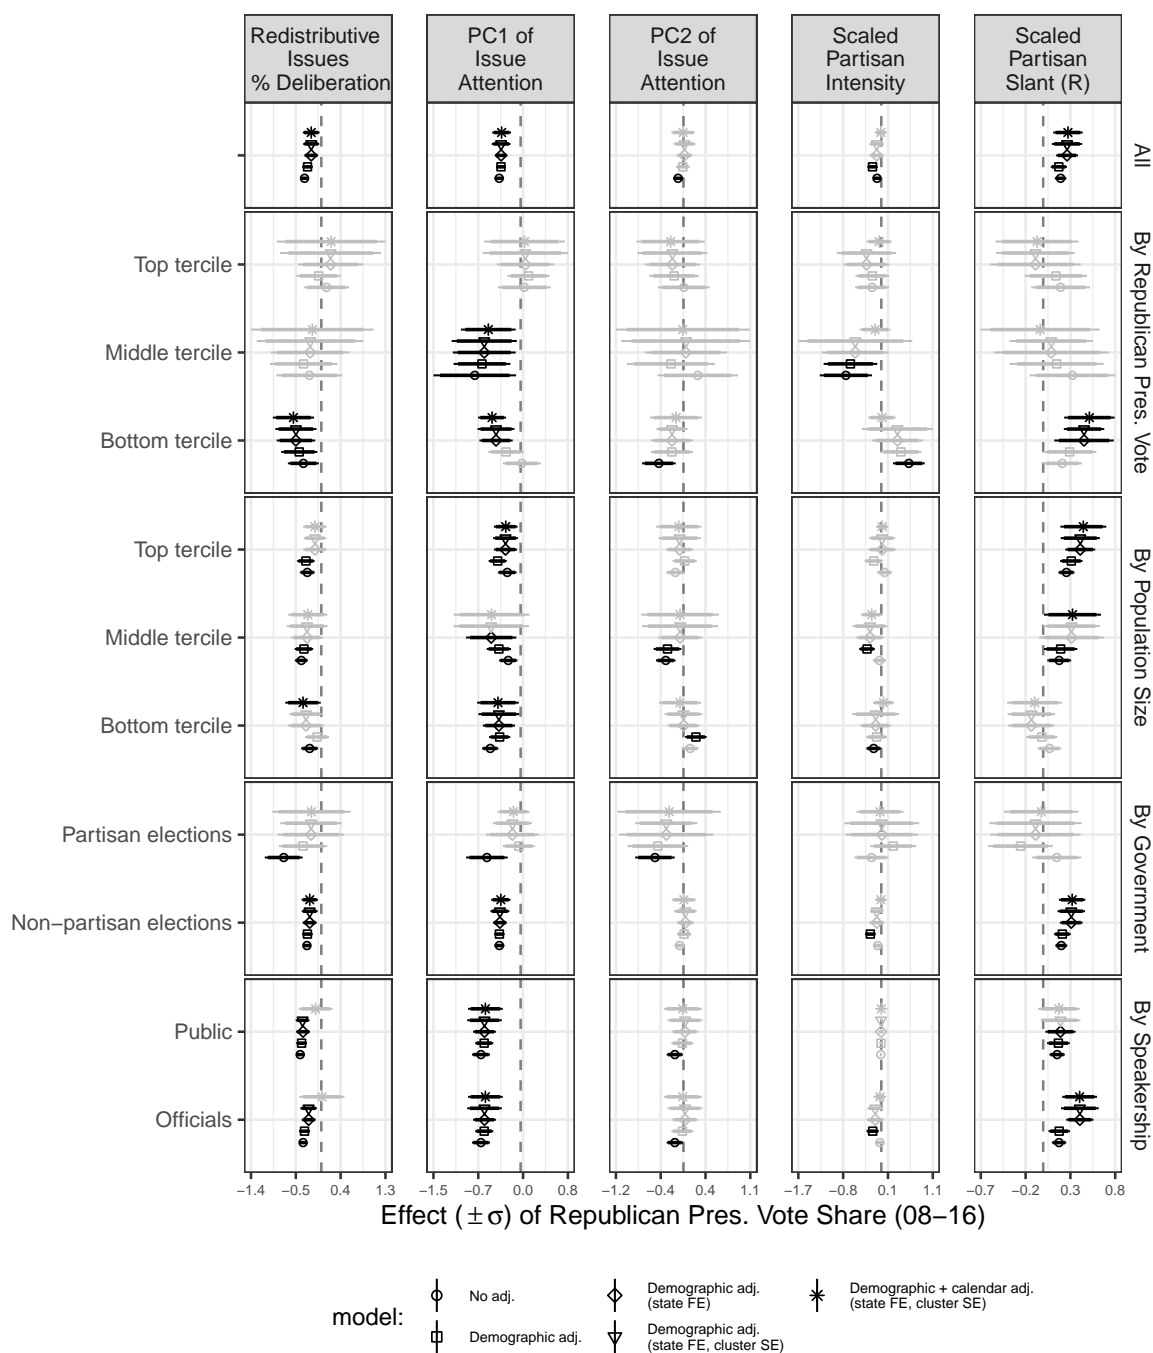 Redistributive
Issues
% Deliberation
PC1 of
Issue
Attention
PC2 of
Issue
Attention
Scaled
Partisan
Intensity
Scaled
Partisan
Slant (R)
All
By Republican Pres. Vote
Top tercile
Middle tercile
Bottom tercile
By Population Size
Top tercile
Middle tercile
Bottom tercile
By Government
Partisan elections
Non−partisan elections
By Speakership
Public
Officials
−1.4 −0.5 0.4 1.3
−1.5 −0.7 0.0 0.8
−1.2 −0.4 0.4 1.1
−1.7 −0.8 0.1 1.1
−0.7 −0.2 0.3 0.8
Effect (±σ) of Republican Pres. Vote Share (08−16)
model:
No adj.
Demographic adj.
Demographic adj.
(state FE)
Demographic adj.
(state FE, cluster SE)
Demographic + calendar adj.
(state FE, cluster SE)